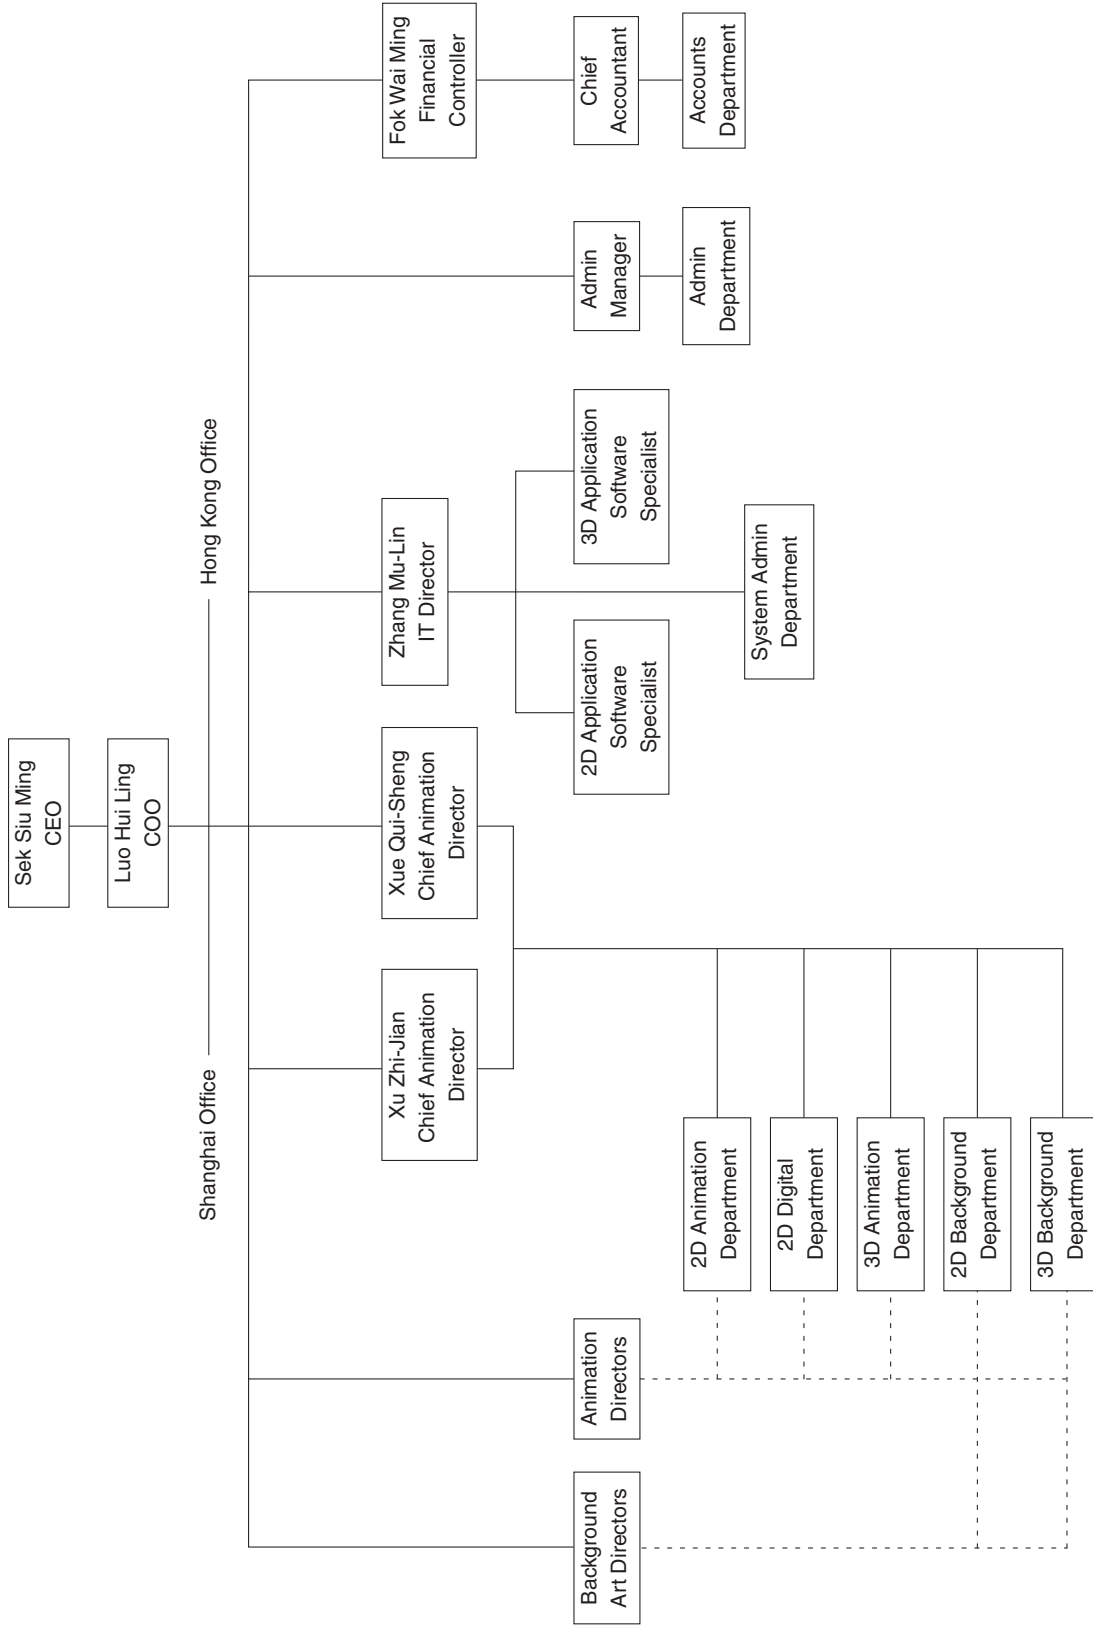 Sek Siu Ming
CEO
Luo Hui Ling
COO
Shanghai Office
Hong Kong Office
Xu Zhi-Jian
Chief Animation
Director
Xue Qui-Sheng
Chief Animation
Director
Zhang Mu-Lin
IT Director
Fok Wai Ming
Financial
Controller
Background
Art Directors
Animation
Directors
2D Application
Software
Specialist
3D Application
Software
Specialist
Admin
Manager
Chief
Accountant
2D Animation
Department
2D Digital
Department
3D Animation
Department
2D Background
Department
3D Background
Department
System Admin
Department
Admin
Department
Accounts
Department